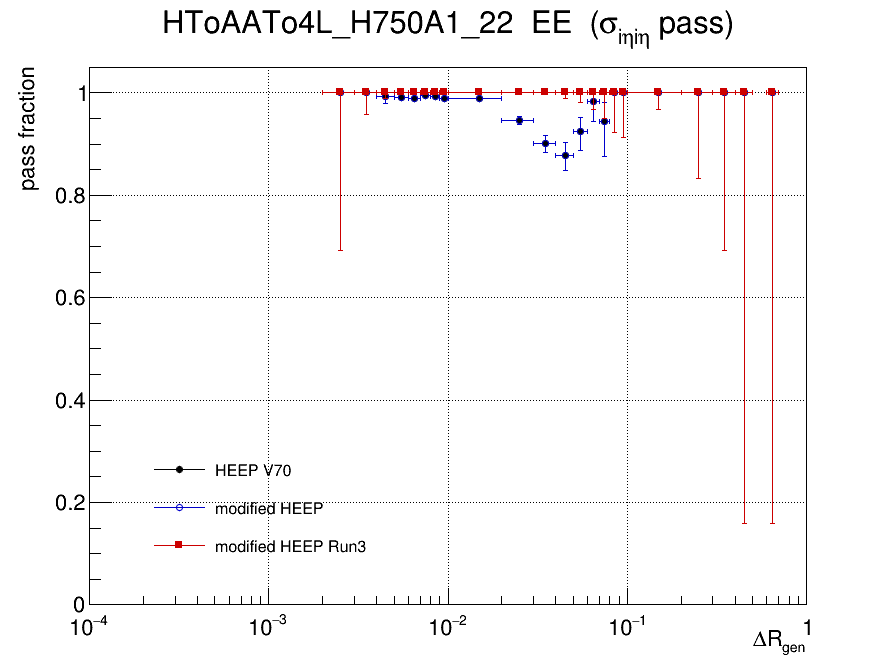 HToAATo4L_H750A1_22 EE (σiηiη pass)
pass fraction
1
0.8
0.6
0.4
0.2
0
HEEP V70
modified HEEP
modified HEEP Run3
10−4 10−3 10−2 10−1 1
ΔRgen